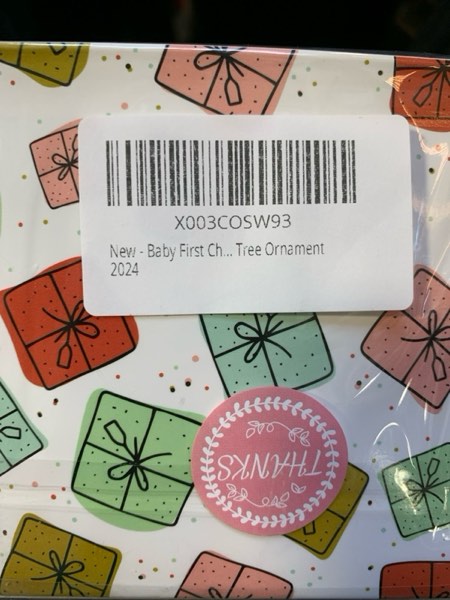 X003COSW93
New - Baby First Ch... Tree Ornament
2024
THANKS